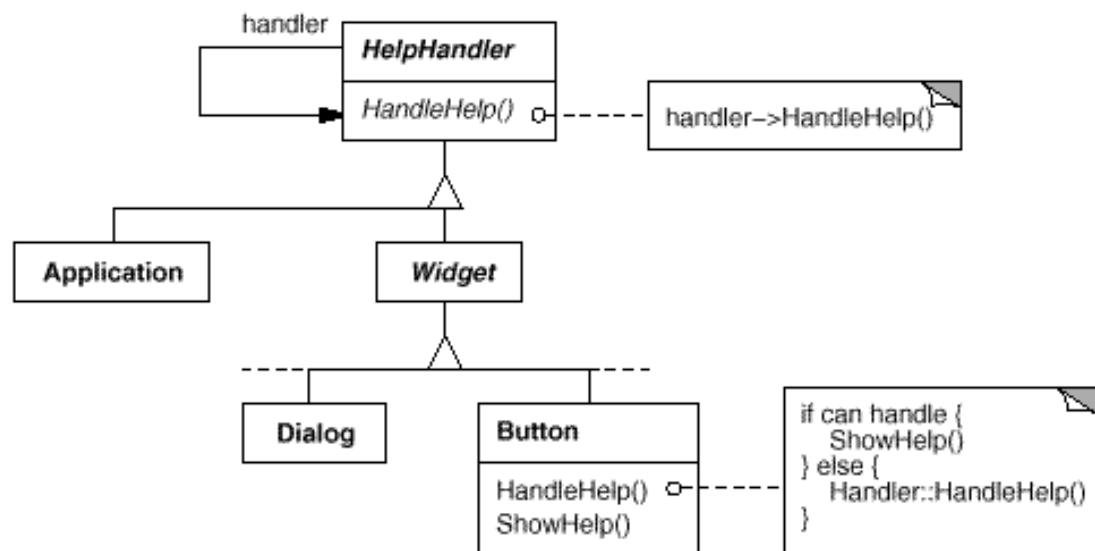 handler
HelpHandler
HandleHelp()
handler->HandleHelp()
Application
Widget
Dialog
Button
HandleHelp()
ShowHelp()
if can handle {
ShowHelp()
} else {
Handler::HandleHelp()
}